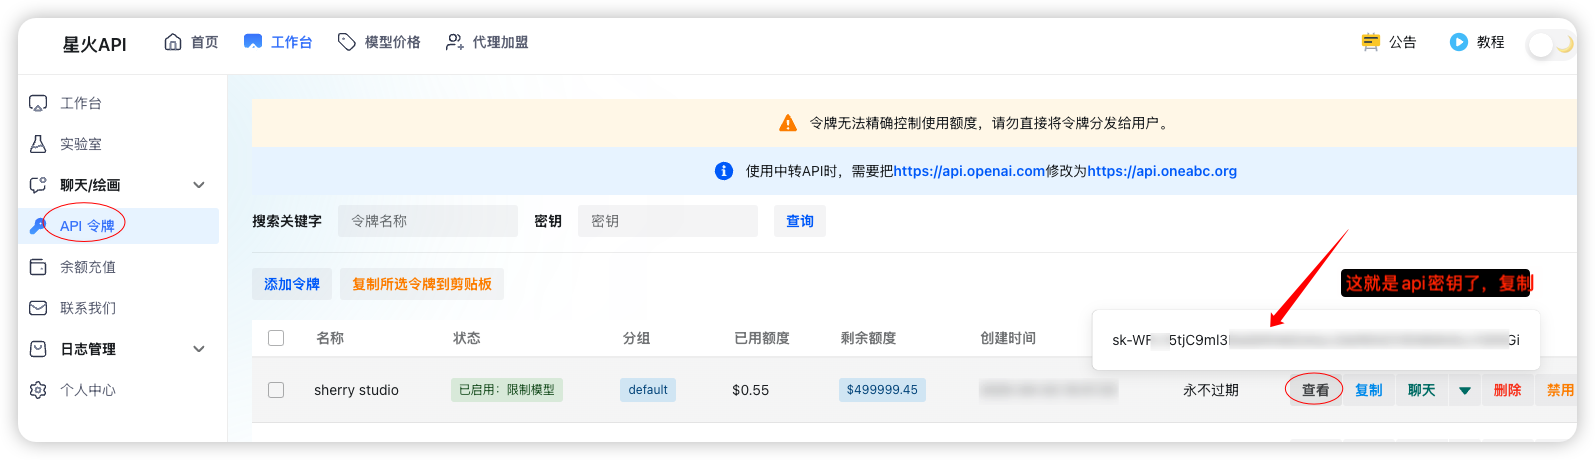 星火API
首页
工作台
模型价格
代理加盟
公告
教程
工作台
实验室
聊天/绘画
API 令牌
余额充值
联系我们
日志管理
个人中心
令牌无法精确控制使用额度，请勿直接将令牌分发给用户。
使用中转API时，需要把https://api.openai.com修改为https://api.oneabc.org
搜索关键字
令牌名称
密钥
密钥
查询
添加令牌
复制所选令牌到剪贴板
这就是api密钥了，复制
名称
状态
分组
已用额度
剩余额度
创建时间
sk-WF 5tjC9ml3 Gi
sherry studio
已启用：限制模型
default
$0.55
$499999.45
永不过期
查看
复制
聊天
删除
禁用